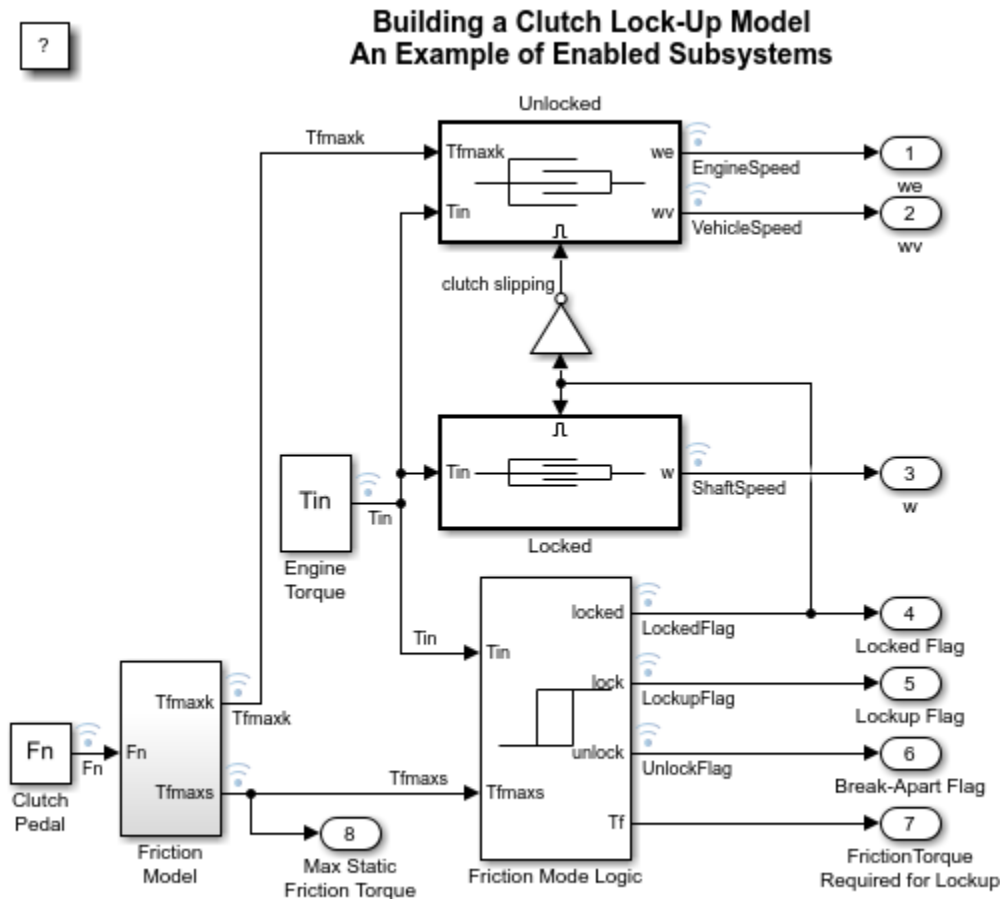 ?
Building a Clutch Lock-Up Model
An Example of Enabled Subsystems
Unlocked
Tfmaxk
Tfmaxk
we
EngineSpeed
1
we
Tin
wv
VehicleSpeed
2
wv
clutch slipping
Tin
w
ShaftSpeed
3
w
Locked
Tin
Tin
Engine
Torque
locked
LockedFlag
4
Locked Flag
Tin
Tin
lock
LockupFlag
5
Lockup Flag
unlock
UnlockFlag
6
Break-Apart Flag
Tfmaxs
Tfmaxs
Tf
7
FrictionTorque
Required for Lockup
Friction Mode Logic
Fn
Fn
Clutch
Pedal
Fn
Tfmaxk
Tfmaxk
Tfmaxs
Friction
Model
8
Max Static
Friction Torque